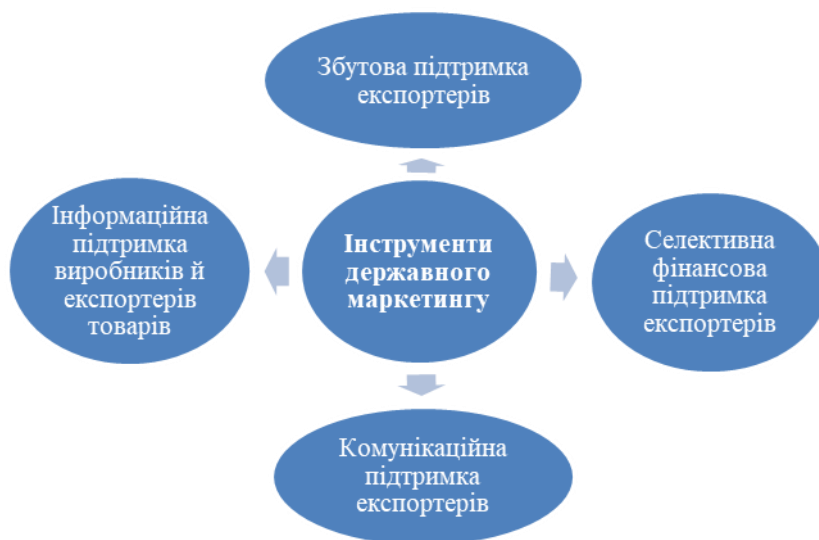 Збутова підтримка
експортерів
Інформаційна
підтримка
виробників й
експортерів
товарів
Інструменти
державного
маркетингу
Селективна
фінансова
підтримка
експортерів
Комунікаційна
підтримка
експортерів